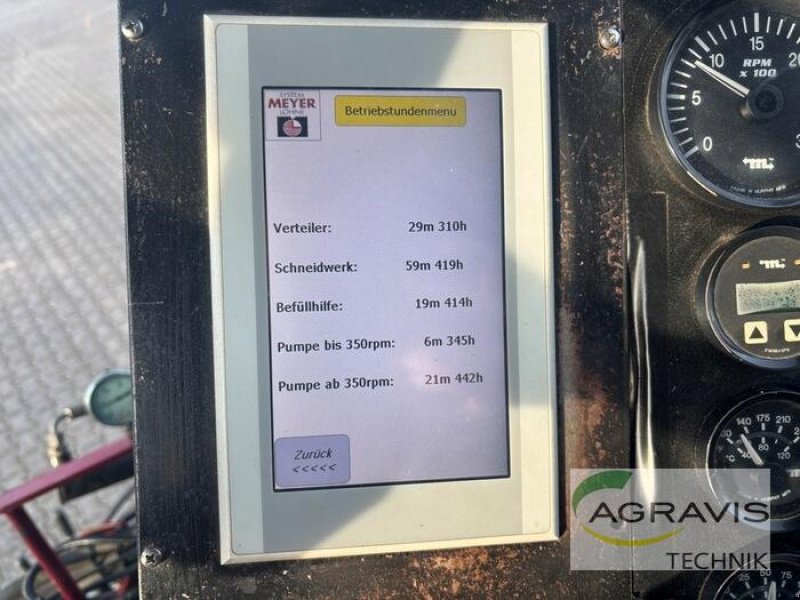 SYSTEM
MEYER
LOHNE
Betriebstundenmenu
Verteiler: 29m 310h
Schneidwerk: 59m 419h
Befüllhilfe: 19m 414h
Pumpe bis 350rpm: 6m 345h
Pumpe ab 350rpm: 21m 442h
Zurück
<<<<<
0 5 10 15 20
RPM
x 100
°C
AGRAVIS
TECHNIK